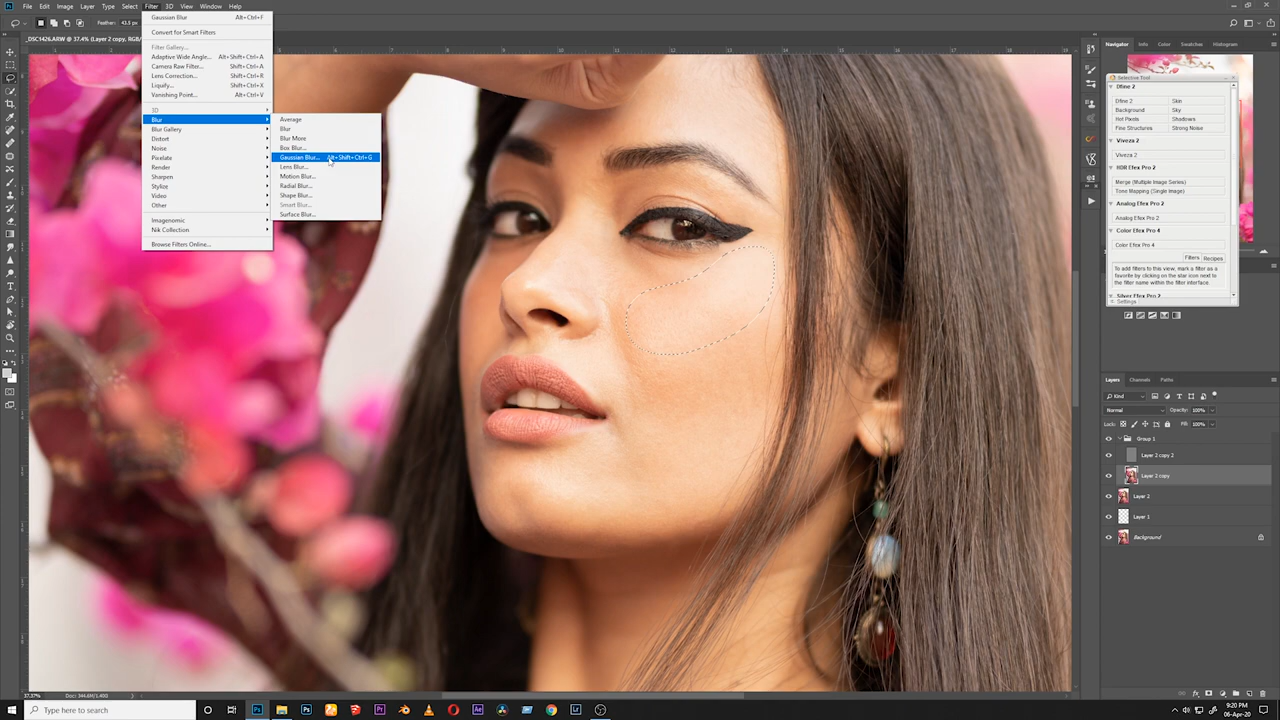 File Edit Image Layer Type Select Filter 3D View Window Help
Feather: 43.5 px
_DSC1426.ARW @ 37.4% (Layer 2 copy, RGB/
Gaussian Blur Alt+Ctrl+F
Convert for Smart Filters
Filter Gallery...
Adaptive Wide Angle... Alt+Shift+Ctrl+A
Camera Raw Filter... Shift+Ctrl+A
Lens Correction... Shift+Ctrl+R
Liquify... Shift+Ctrl+X
Vanishing Point... Alt+Ctrl+V
3D
Blur
Blur Gallery
Distort
Noise
Pixelate
Render
Sharpen
Stylize
Video
Other
Imagenomic
Nik Collection
Browse Filters Online...
Average
Blur
Blur More
Box Blur...
Gaussian Blur... Alt+Shift+Ctrl+G
Lens Blur...
Motion Blur...
Radial Blur...
Shape Blur...
Smart Blur...
Surface Blur...
Navigator Info Color Swatches Histogram
Selective Tool
Dfine 2
Dfine 2 Skin
Background Sky
Hot Pixels Shadows
Fine Structures Strong Noise
Viveza 2
Viveza 2
HDR Efex Pro 2
Merge (Multiple Image Series)
Tone Mapping (Single Image)
Analog Efex Pro 2
Analog Efex Pro 2
Color Efex Pro 4
Color Efex Pro 4
Filters Recipes
To add filters to this view, mark a filter as a
favorite by clicking on the star icon next to
the filter name within the filter interface.
Silver Efex Pro 2
Settings
Layers Channels Paths
Kind
Normal Opacity: 100%
Lock: Fill: 100%
Group 1
Layer 2 copy 2
Layer 2 copy
Layer 2
Layer 1
Background
37.37% Doc: 344.6M/1.40G
Type here to search
9:20 PM
06-Apr-20